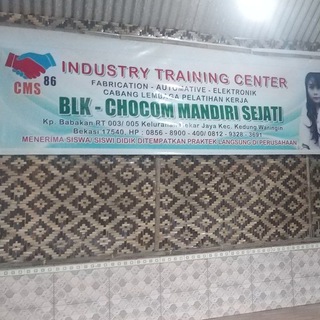 CMS 86
INDUSTRY TRAINING CENTER
FABRICATION - AUTOMATIVE - ELEKTRONIK
CABANG LEMBAGA PELATIHAN KERJA
BLK - CHOCOM MANDIRI SEJATI
Kp. Babakan RT 003/ 005 Kelurahan Mekar Jaya Kec. Kedung Waringin
Bekasi 17540. HP : 0856 - 8900 - 400/ 0812 - 9328 - 3691
MENERIMA SISWA/ SISWI DIDIK DITEMPATKAN PRAKTEK LANGSUNG DI PERUSAHAAN